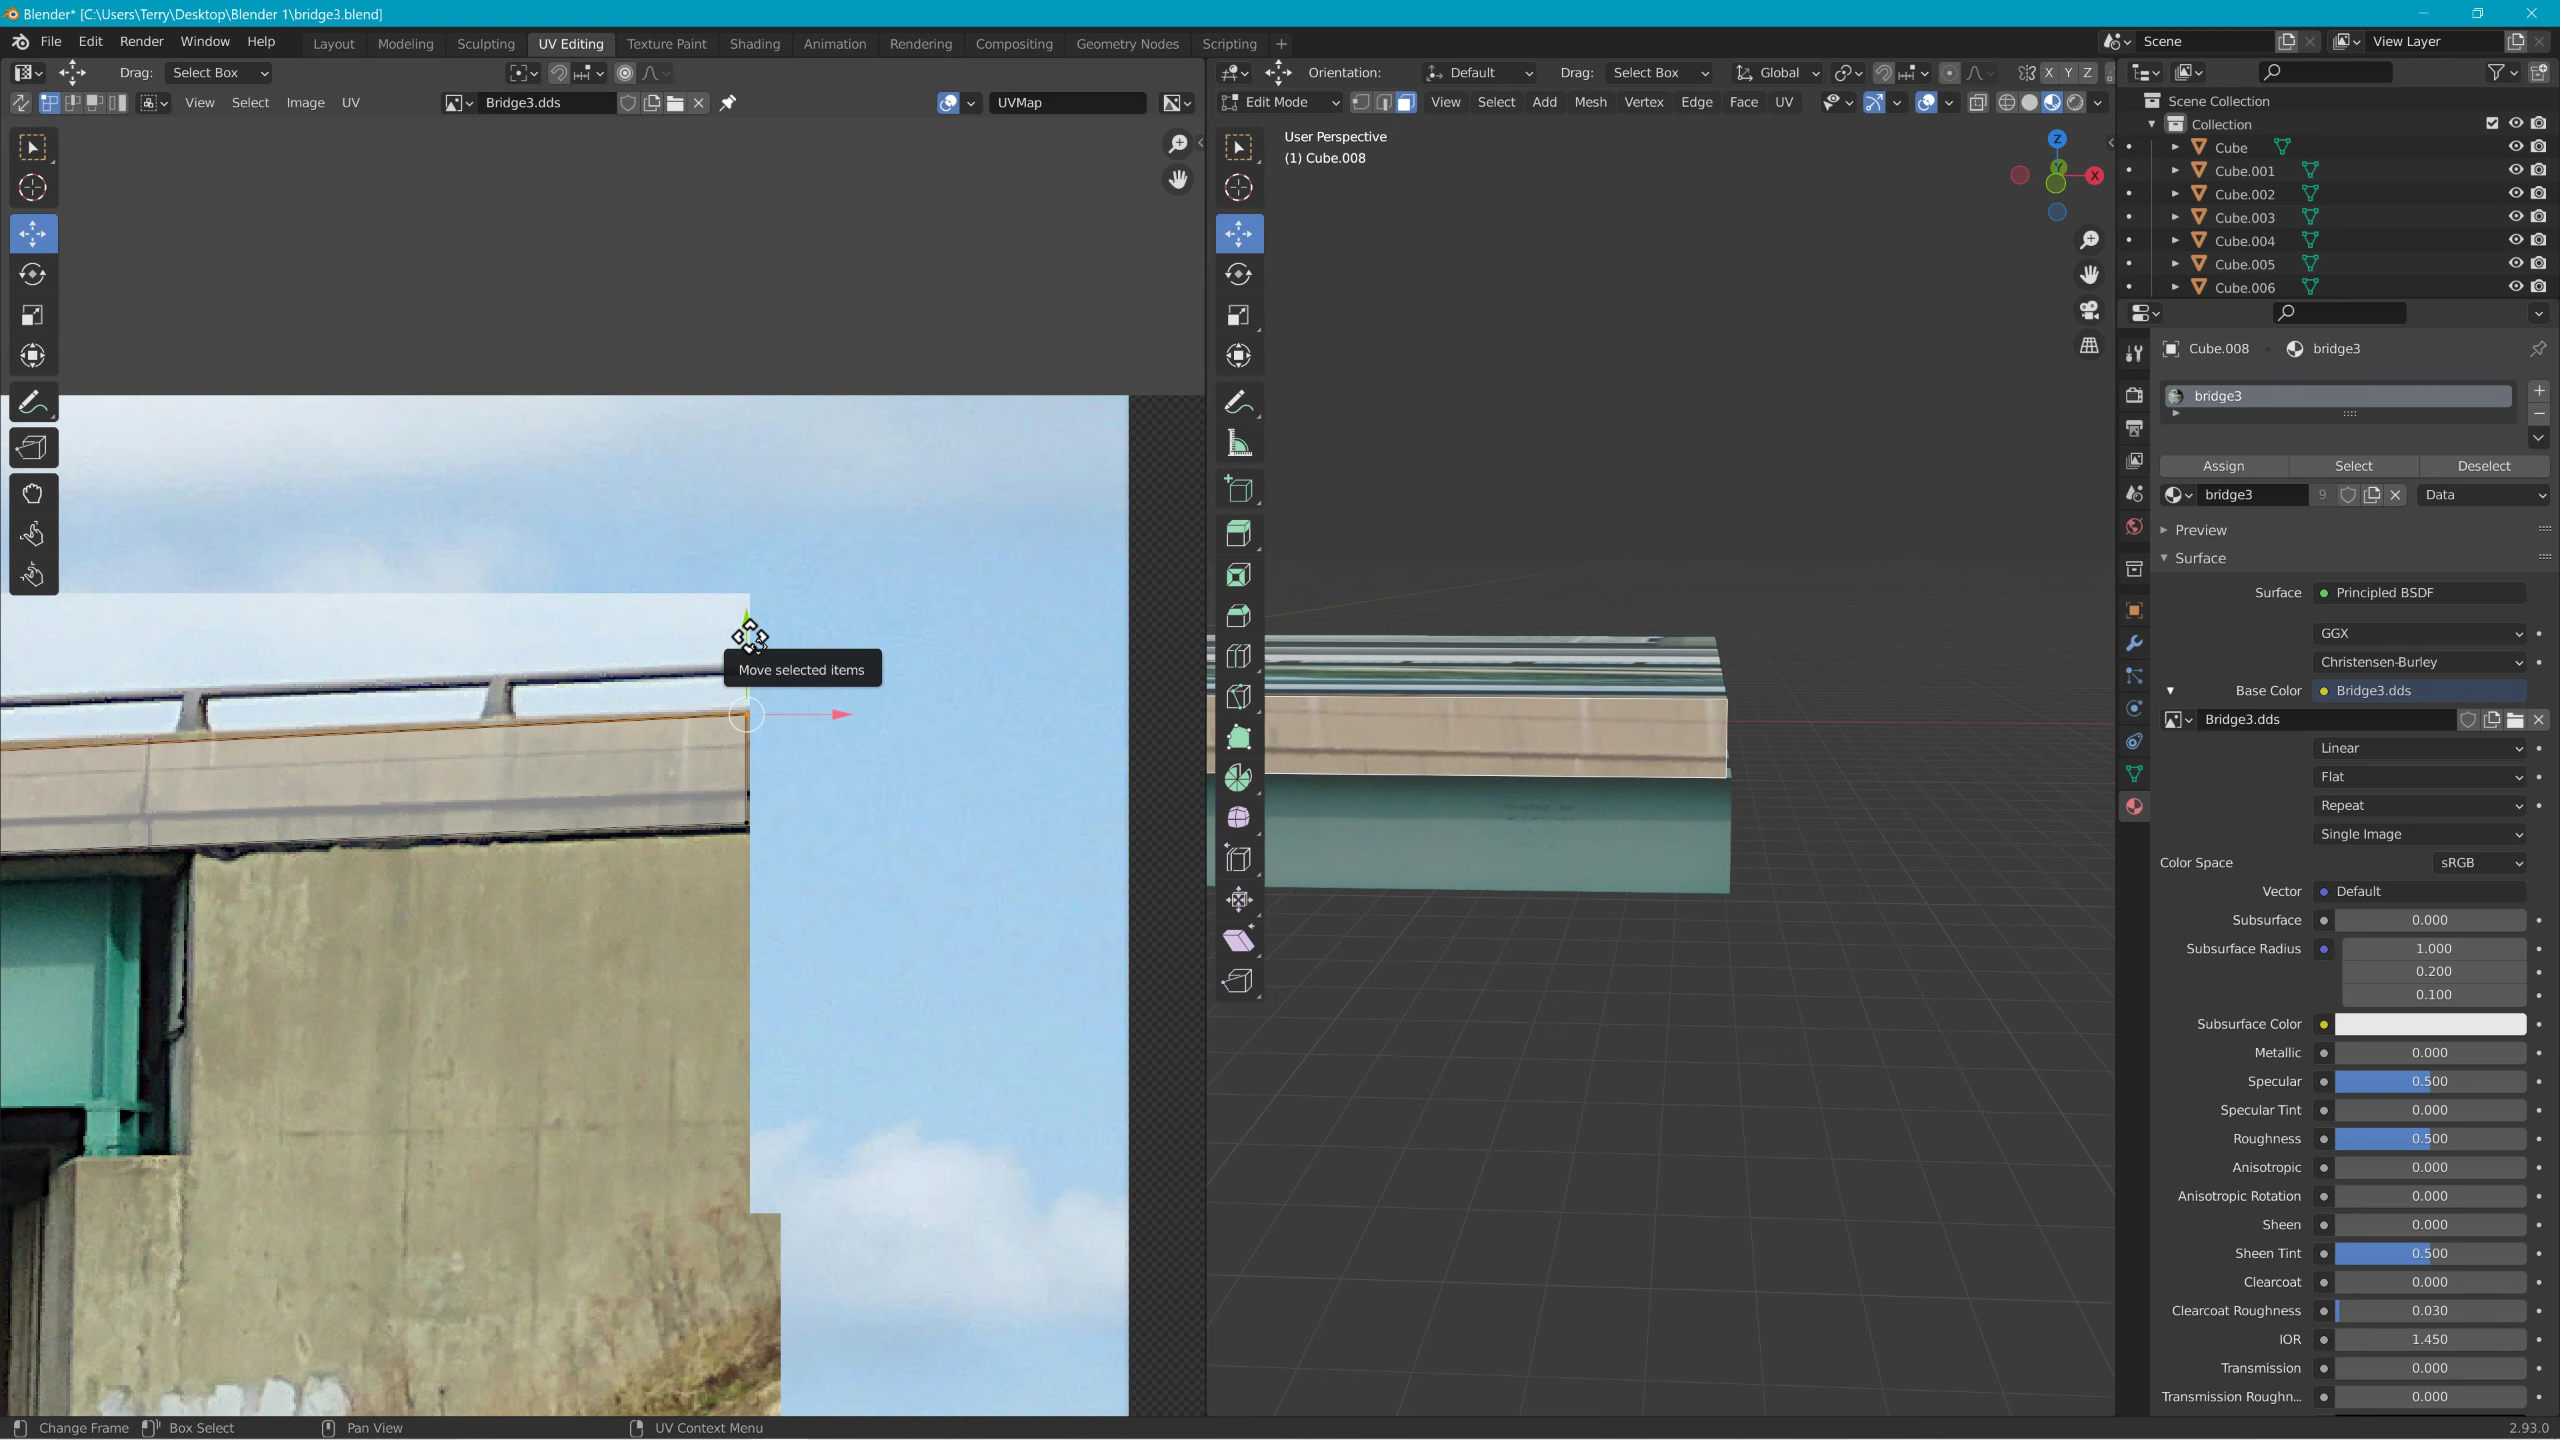 Blender* [C:\Users\Terry\Desktop\Blender 1\bridge3.blend]
File Edit Render Window Help Layout Modeling Sculpting UV Editing Texture Paint Shading Animation Rendering Compositing Geometry Nodes Scripting + Scene View Layer
Drag: Select Box
View Select Image UV Bridge3.dds UVMap
Move selected items
Orientation: Default Drag: Select Box Global X Y Z
Edit Mode View Select Add Mesh Vertex Edge Face UV
User Perspective
(1) Cube.008
Z
Y
X
Scene Collection
Collection
Cube
Cube.001
Cube.002
Cube.003
Cube.004
Cube.005
Cube.006
Cube.008 bridge3
bridge3
Assign Select Deselect
bridge3 9 Data
Preview
Surface
Surface Principled BSDF
GGX
Christensen-Burley
Base Color Bridge3.dds
Bridge3.dds
Linear
Flat
Repeat
Single Image
Color Space sRGB
Vector Default
Subsurface 0.000
Subsurface Radius 1.000
0.200
0.100
Subsurface Color
Metallic 0.000
Specular 0.500
Specular Tint 0.000
Roughness 0.500
Anisotropic 0.000
Anisotropic Rotation 0.000
Sheen 0.000
Sheen Tint 0.500
Clearcoat 0.000
Clearcoat Roughness 0.030
IOR 1.450
Transmission 0.000
Transmission Roughn... 0.000
Change Frame Box Select Pan View UV Context Menu 2.93.0